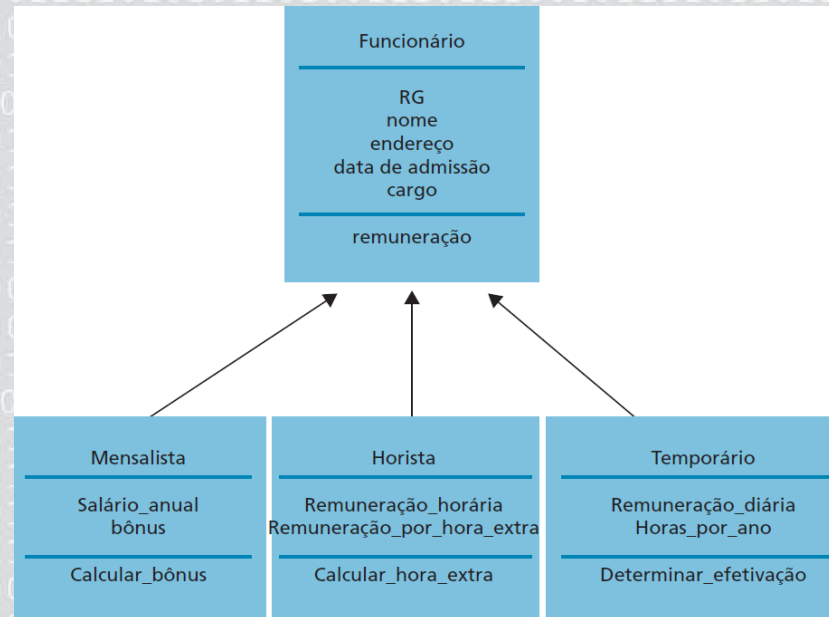 Funcionário
RG
nome
endereço
data de admissão
cargo
remuneração
Mensalista
Salário_anual
bônus
Calcular_bônus
Horista
Remuneração_horária
Remuneração_por_hora_extra
Calcular_hora_extra
Temporário
Remuneração_diária
Horas_por_ano
Determinar_efetivação